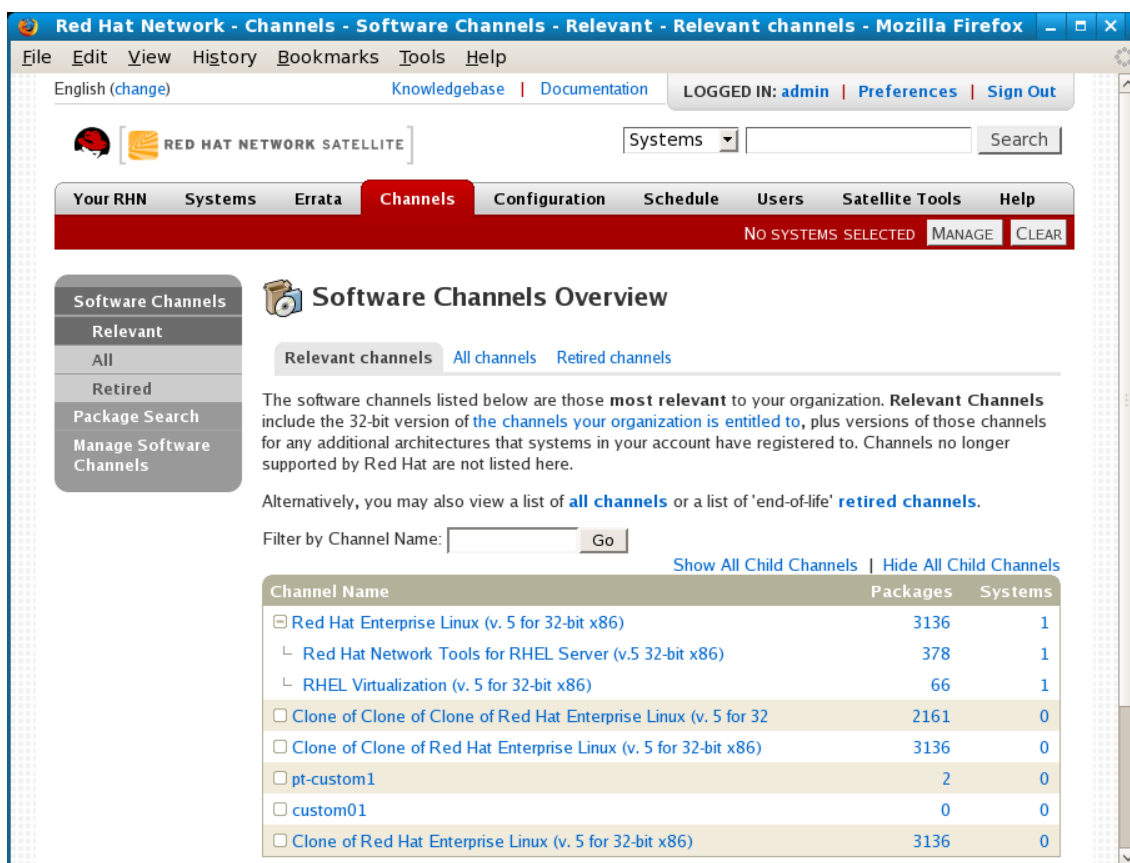 Red Hat Network - Channels - Software Channels - Relevant - Relevant channels - Mozilla Firefox
File Edit View History Bookmarks Tools Help
English (change) Knowledgebase | Documentation LOGGED IN: admin | Preferences | Sign Out
RED HAT NETWORK SATELLITE Systems Search
Your RHN Systems Errata Channels Configuration Schedule Users Satellite Tools Help
NO SYSTEMS SELECTED MANAGE CLEAR
Software Channels
Relevant
All
Retired
Package Search
Manage Software
Channels
Software Channels Overview
Relevant channels All channels Retired channels
The software channels listed below are those most relevant to your organization. Relevant Channels
include the 32-bit version of the channels your organization is entitled to, plus versions of those channels
for any additional architectures that systems in your account have registered to. Channels no longer
supported by Red Hat are not listed here.
Alternatively, you may also view a list of all channels or a list of 'end-of-life' retired channels.
Filter by Channel Name: Go
Show All Child Channels | Hide All Child Channels
Channel Name Packages Systems
Red Hat Enterprise Linux (v. 5 for 32-bit x86) 3136 1
Red Hat Network Tools for RHEL Server (v.5 32-bit x86) 378 1
RHEL Virtualization (v. 5 for 32-bit x86) 66 1
Clone of Clone of Clone of Red Hat Enterprise Linux (v. 5 for 32 2161 0
Clone of Clone of Red Hat Enterprise Linux (v. 5 for 32-bit x86) 3136 0
pt-custom1 2 0
custom01 0 0
Clone of Red Hat Enterprise Linux (v. 5 for 32-bit x86) 3136 0